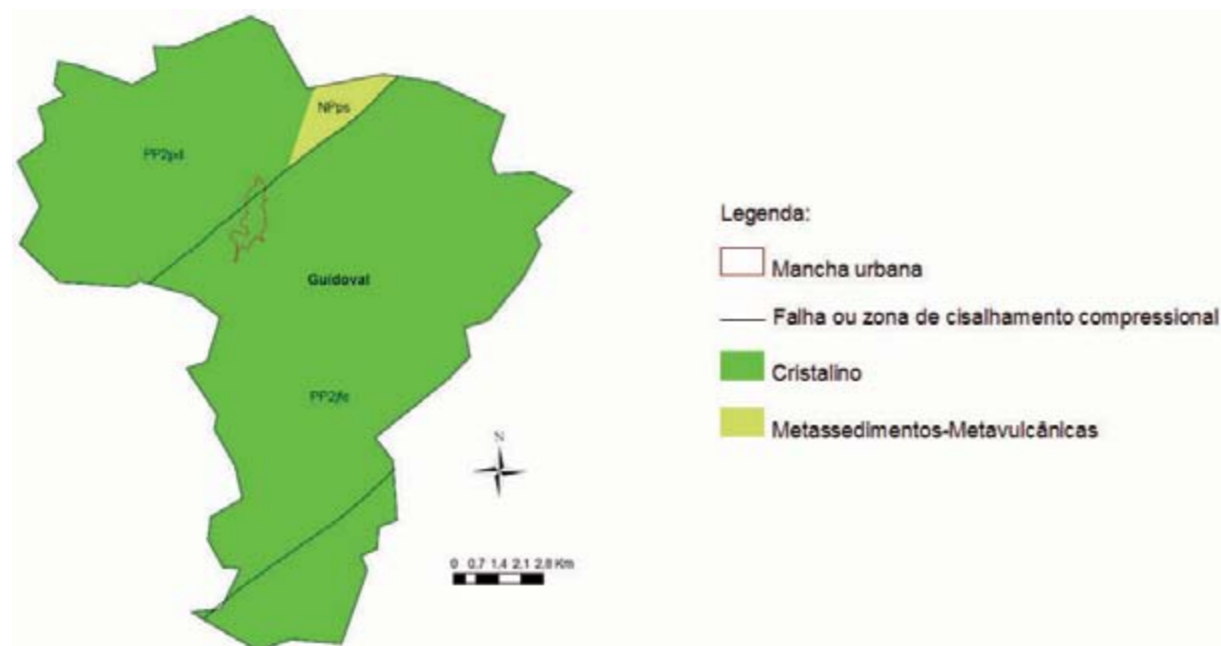 NPps
PP2pd
Guidoval
PP2jfe
N
0 0.7 1.4 2.1 2.8 Km
Legenda:
Mancha urbana
Falha ou zona de cisalhamento compressional
Cristalino
Metassedimentos-Metavulcânicas